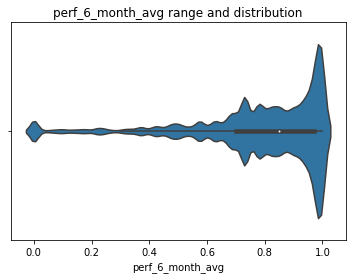 perf_6_month_avg range and distribution
0.0 0.2 0.4 0.6 0.8 1.0
perf_6_month_avg